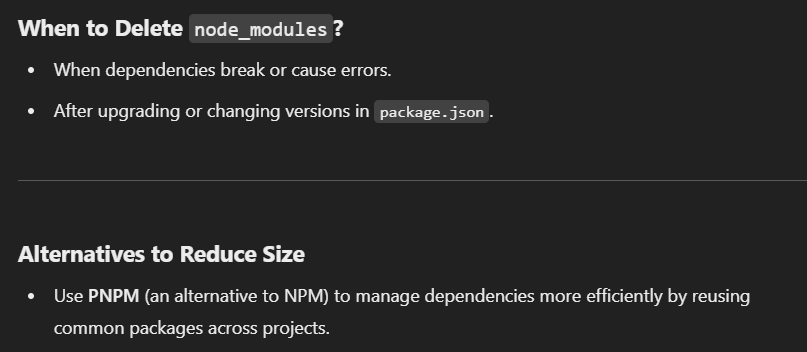 When to Delete node_modules?
• When dependencies break or cause errors.
• After upgrading or changing versions in package.json.
Alternatives to Reduce Size
• Use PNPM (an alternative to NPM) to manage dependencies more efficiently by reusing
common packages across projects.